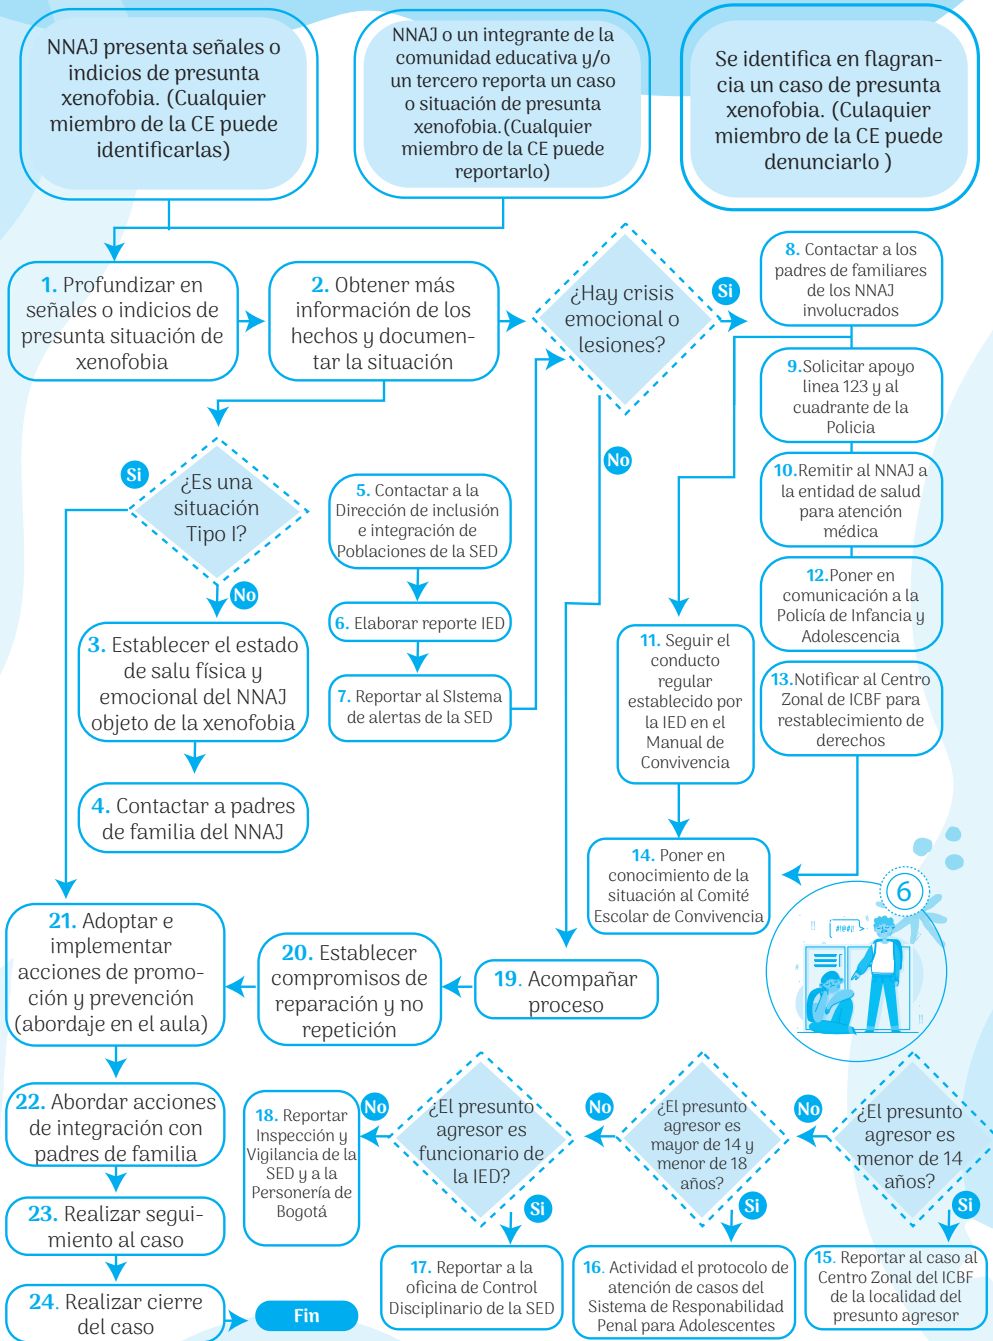 NNAJ presenta señales o
indicios de presunta
xenofobia. (Cualquier
miembro de la CE puede
identificarlas)
NNAJ o un integrante de la
comunidad educativa y/o
un tercero reporta un caso
o situación de presunta
xenofobia.(Cualquier
miembro de la CE puede
reportarlo)
Se identifica en flagran-
cia un caso de presunta
xenofobia. (Culaquier
miembro de la CE puede
denunciarlo )
1. Profundizar en
señales o indicios de
presunta situación de
xenofobia
2. Obtener más
información de los
hechos y documen-
tar la situación
¿Hay crisis
emocional o
lesiones?
Si
No
8. Contactar a los
padres de familiares
de los NNAJ
involucrados
9.Solicitar apoyo
linea 123 y al
cuadrante de la
Policia
10.Remitir al NNAJ a
la entidad de salud
para atención
médica
12.Poner en
comunicación a la
Policía de Infancia y
Adolescencia
13.Notificar al Centro
Zonal de ICBF para
restablecimiento de
derechos
¿Es una
situación
Tipo I?
Si
No
3. Establecer el estado
de salu física y
emocional del NNAJ
objeto de la xenofobia
4. Contactar a padres
de familia del NNAJ
5. Contactar a la
Dirección de inclusión
e integración de
Poblaciones de la SED
6. Elaborar reporte IED
7. Reportar al SIstema
de alertas de la SED
11. Seguir el
conducto
regular
establecido por
la IED en el
Manual de
Convivencia
14. Poner en
conocimiento de la
situación al Comité
Escolar de Convivencia
6
#!@#!!
!!
!!
21. Adoptar e
implementar
acciones de promo-
ción y prevención
(abordaje en el aula)
20. Establecer
compromisos de
reparación y no
repetición
19. Acompañar
proceso
22. Abordar acciones
de integración con
padres de familia
23. Realizar segui-
miento al caso
24. Realizar cierre
del caso
Fin
18. Reportar
Inspección y
Vigilancia de la
SED y a la
Personería de
Bogotá
No
¿El presunto
agresor es
funcionario de
la IED?
Si
17. Reportar a la
oficina de Control
Disciplinario de la SED
No
¿El presunto
agresor es
mayor de 14 y
menor de 18
años?
Si
16. Actividad el protocolo de
atención de casos del
Sistema de Responsabilidad
Penal para Adolescentes
No
¿El presunto
agresor es
menor de 14
años?
Si
15. Reportar al caso al
Centro Zonal del ICBF
de la localidad del
presunto agresor